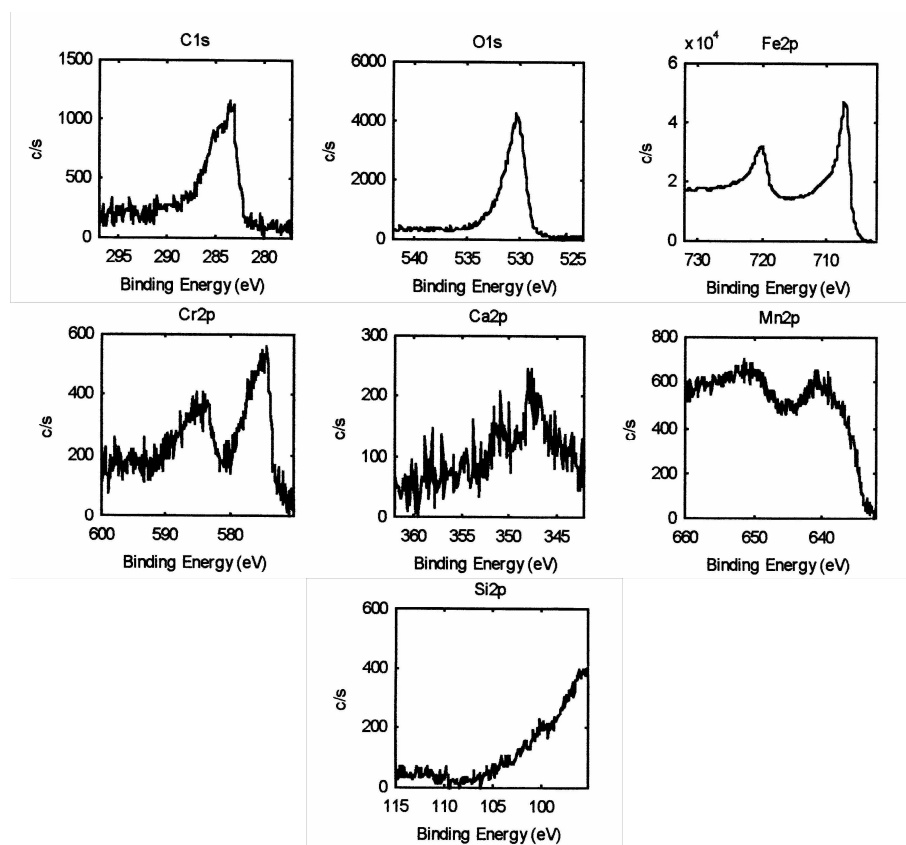 C1s
1500
1000
500
0
c/s
295 290 285 280
Binding Energy (eV)
O1s
6000
4000
2000
0
c/s
540 535 530 525
Binding Energy (eV)
x 10^4 Fe2p
6
4
2
0
c/s
730 720 710
Binding Energy (eV)
Cr2p
600
400
200
0
c/s
600 590 580
Binding Energy (eV)
Ca2p
300
200
100
0
c/s
360 355 350 345
Binding Energy (eV)
Mn2p
800
600
400
200
0
c/s
660 650 640
Binding Energy (eV)
Si2p
600
400
200
0
c/s
115 110 105 100
Binding Energy (eV)